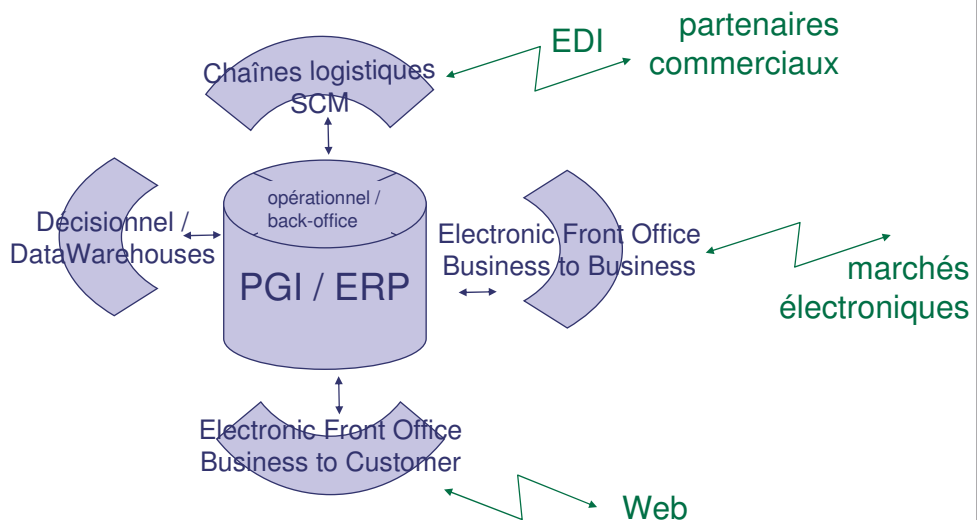 EDI
partenaires
commerciaux
Chaînes logistiques
SCM
opérationnel /
back-office
Décisionnel /
DataWarehouses
Electronic Front Office
Business to Business
PGI / ERP
marchés
électroniques
Electronic Front Office
Business to Customer
Web